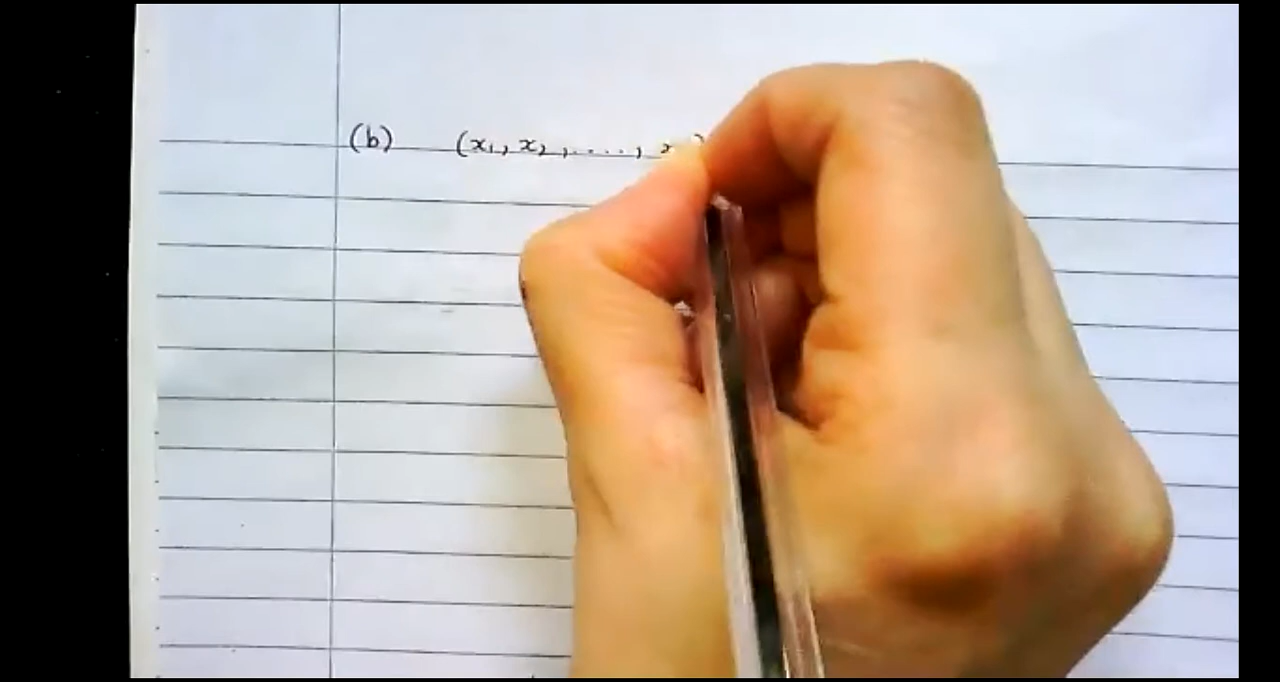 (b) (x₁, x₂, ...., x )